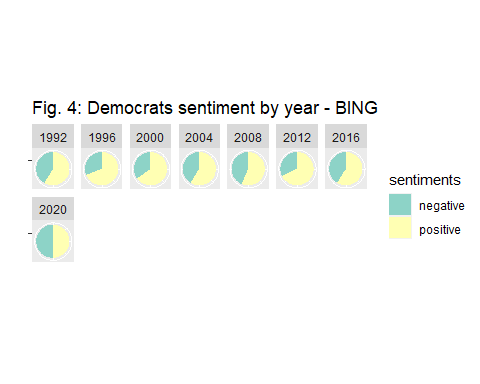 Fig. 4: Democrats sentiment by year - BING
1992 1996 2000 2004 2008 2012 2016
2020
sentiments
negative
positive